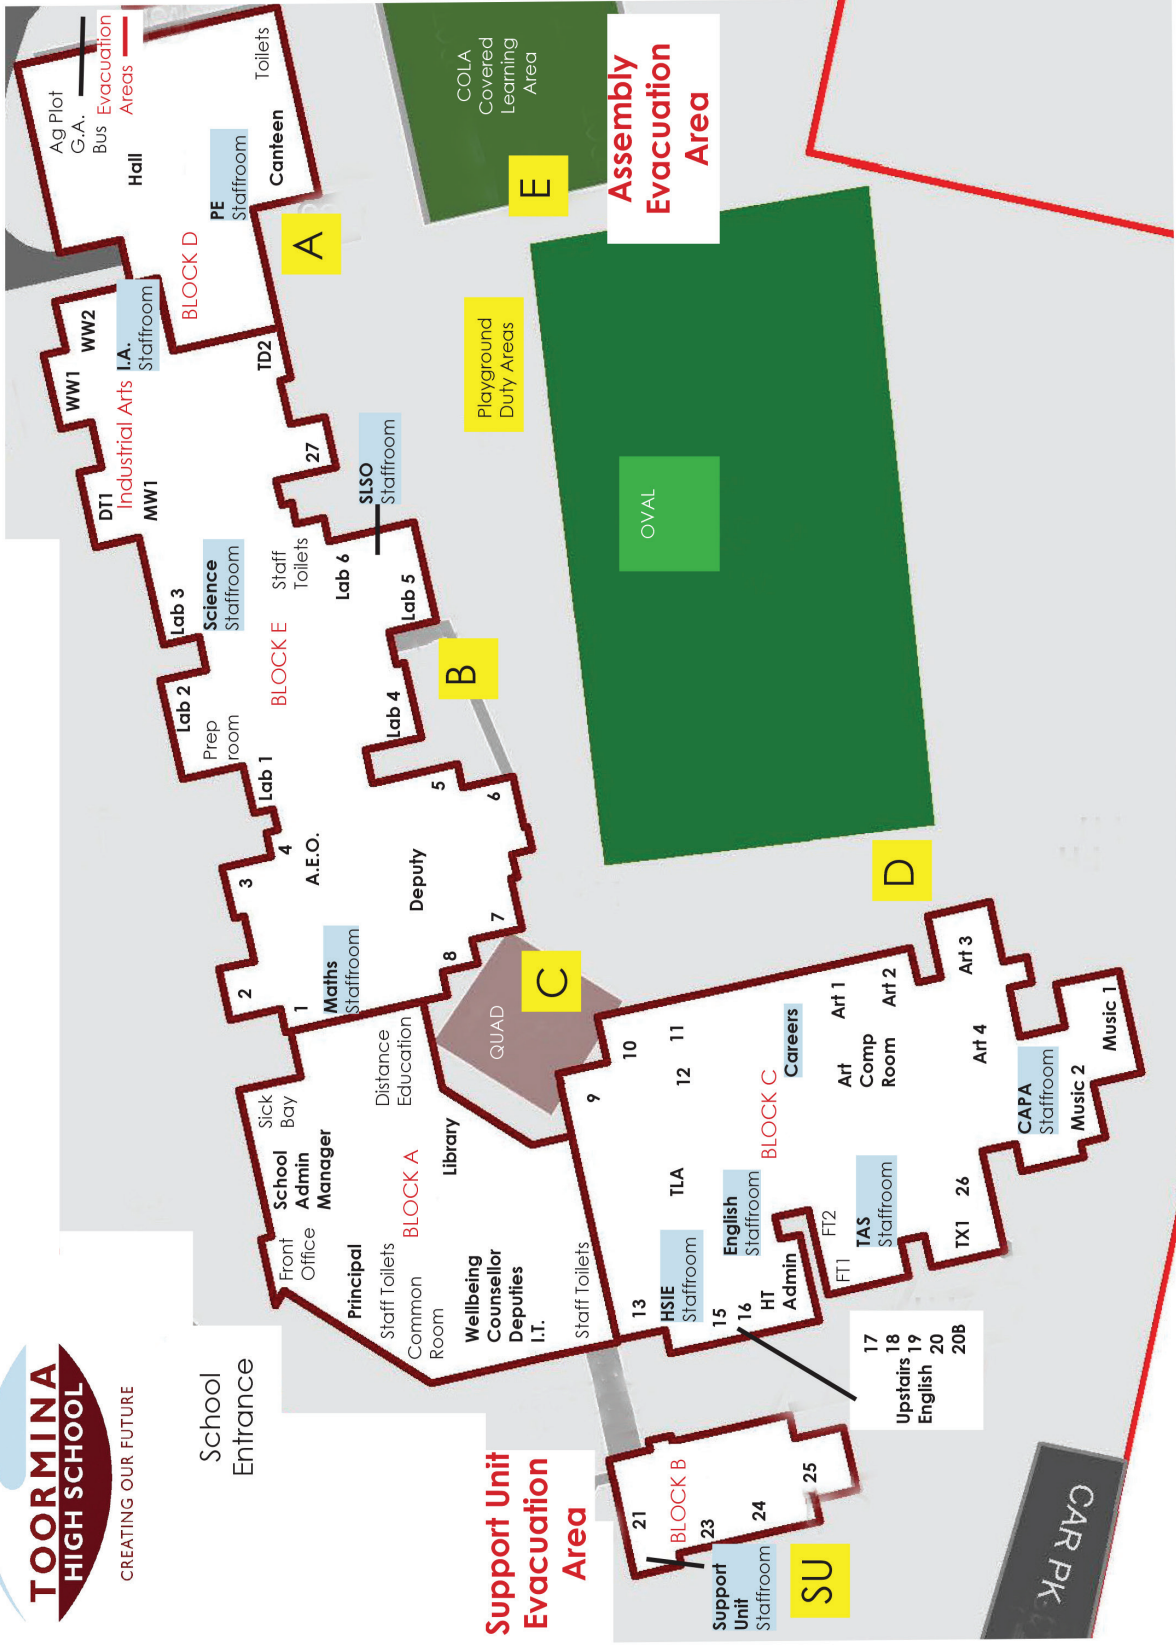 TOORMINA
HIGH SCHOOL
CREATING OUR FUTURE
School
Entrance
Support Unit
Evacuation
Area
21
BLOCK B
23
24
25
Support
Unit
Staffroom
SU
CAR PK
Front
Office
School
Admin
Manager
Sick
Bay
Principal
Staff Toilets
Common
Room
BLOCK A
Distance
Education
Library
Wellbeing
Counsellor
Deputies
I.T.
Staff Toilets
QUAD
C
9
10
11
12
13
TLA
HSIE
Staffroom
English
Staffroom
15
16
HT
Admin
17
18
Upstairs 19
English 20
20B
BLOCK C
Careers
FT1
FT2
TAS
Staffroom
Art
Comp
Room
Art 1
Art 2
Art 3
Art 4
TX1
26
CAPA
Staffroom
Music 2
Music 1
D
1
2
3
4
A.E.O.
Maths
Staffroom
Deputy
5
6
7
8
Lab 1
Lab 2
Prep
room
Lab 3
Science
Staffroom
BLOCK E
Staff
Toilets
Lab 4
Lab 5
Lab 6
SLSO
Staffroom
B
27
DT1
Industrial Arts
MW1
WW1
WW2
I.A.
Staffroom
TD2
BLOCK D
PE
Staffroom
Hall
Canteen
Toilets
A
Ag Plot
G.A.
Bus
Evacuation
Areas
COLA
Covered
Learning
Area
E
Assembly
Evacuation
Area
Playground
Duty Areas
OVAL